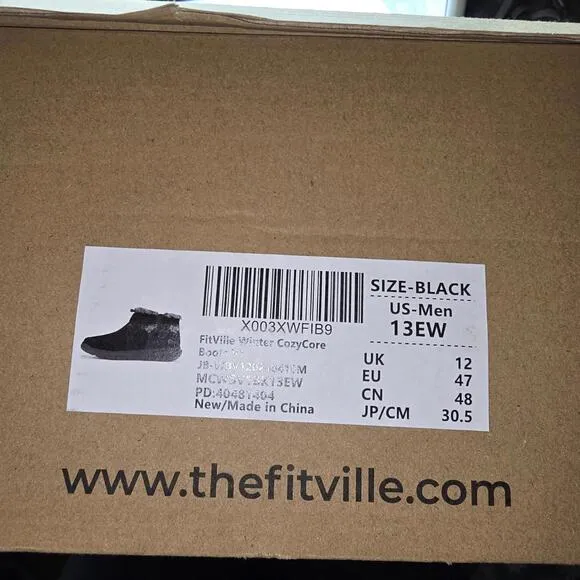 X003XWFIB9
FitVille Winter CozyCore
Boots
PD:40481404
New/Made in China
SIZE-BLACK
US-Men
13EW
UK 12
EU 47
CN 48
JP/CM 30.5
www.thefitville.com